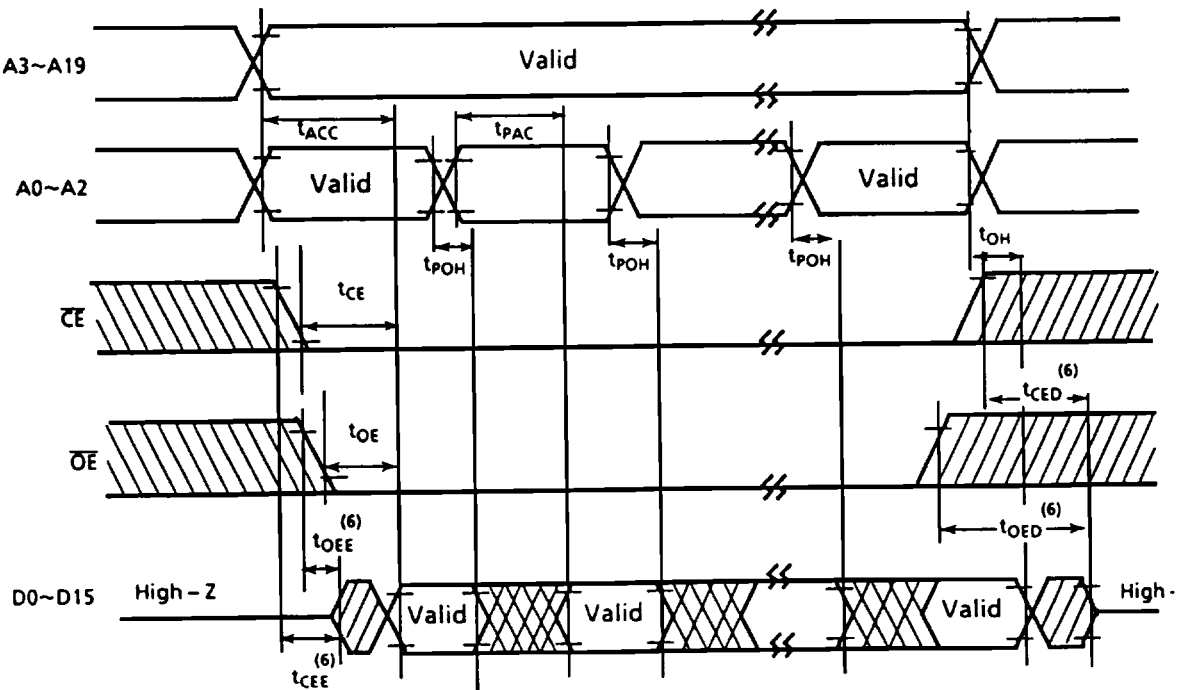 A3~A19
Valid
tACC
tPAC
A0~A2
Valid
Valid
tPOH
tPOH
tPOH
tOH
CE
tCE
tCED (6)
OE
tOE
tOEE (6)
tOED (6)
D0~D15
High - Z
Valid
Valid
Valid
High -
tCEE (6)